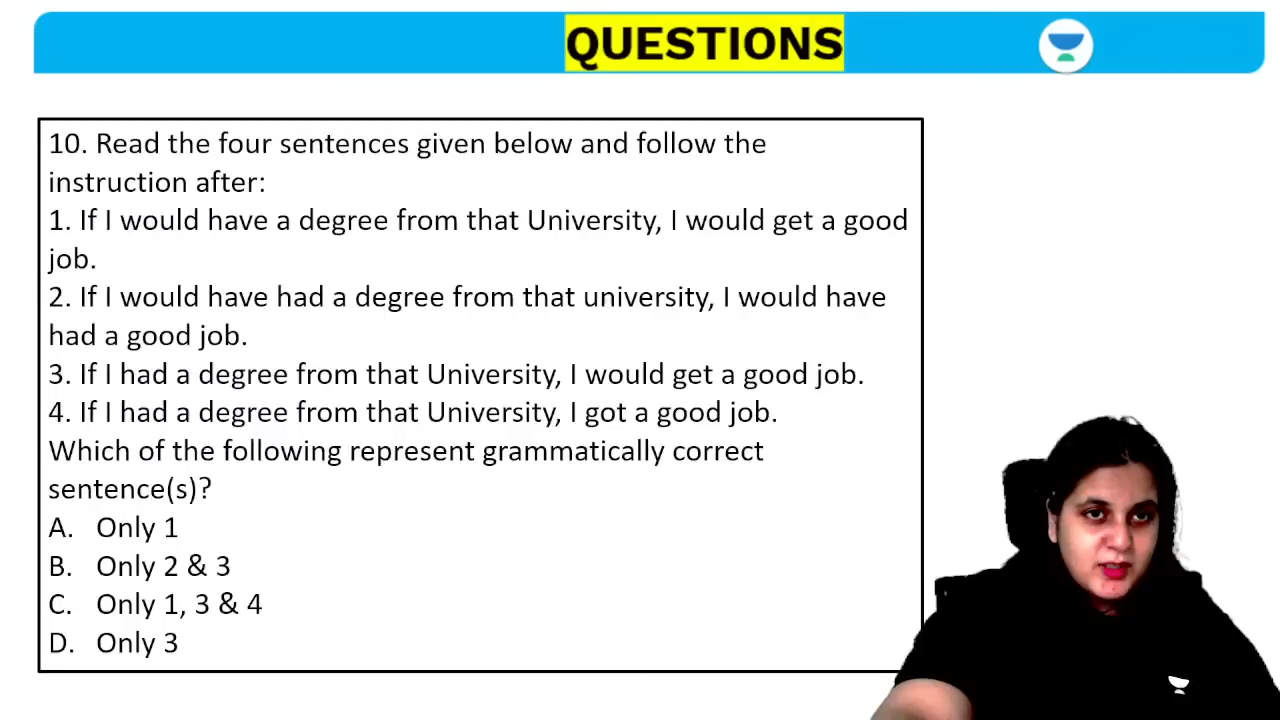 QUESTIONS
10. Read the four sentences given below and follow the
instruction after:
1. If I would have a degree from that University, I would get a good
job.
2. If I would have had a degree from that university, I would have
had a good job.
3. If I had a degree from that University, I would get a good job.
4. If I had a degree from that University, I got a good job.
Which of the following represent grammatically correct
sentence(s)?
A. Only 1
B. Only 2 & 3
C. Only 1, 3 & 4
D. Only 3